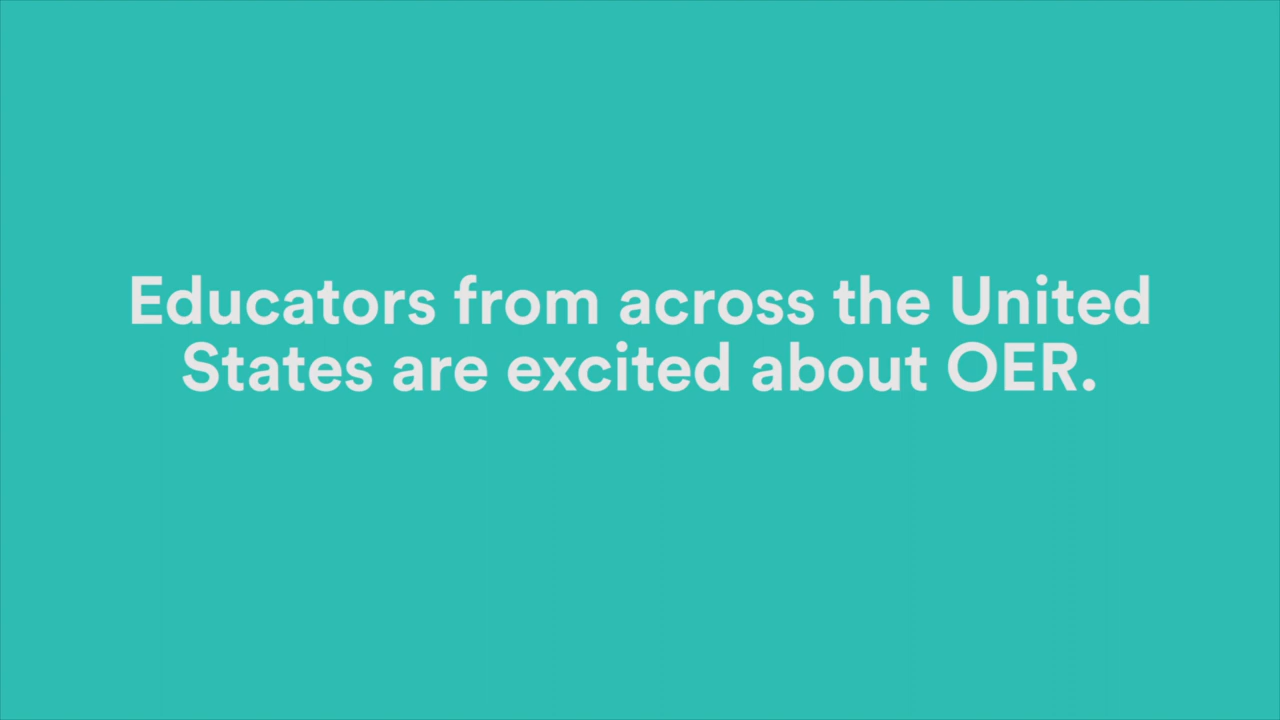 Educators from across the United
States are excited about OER.